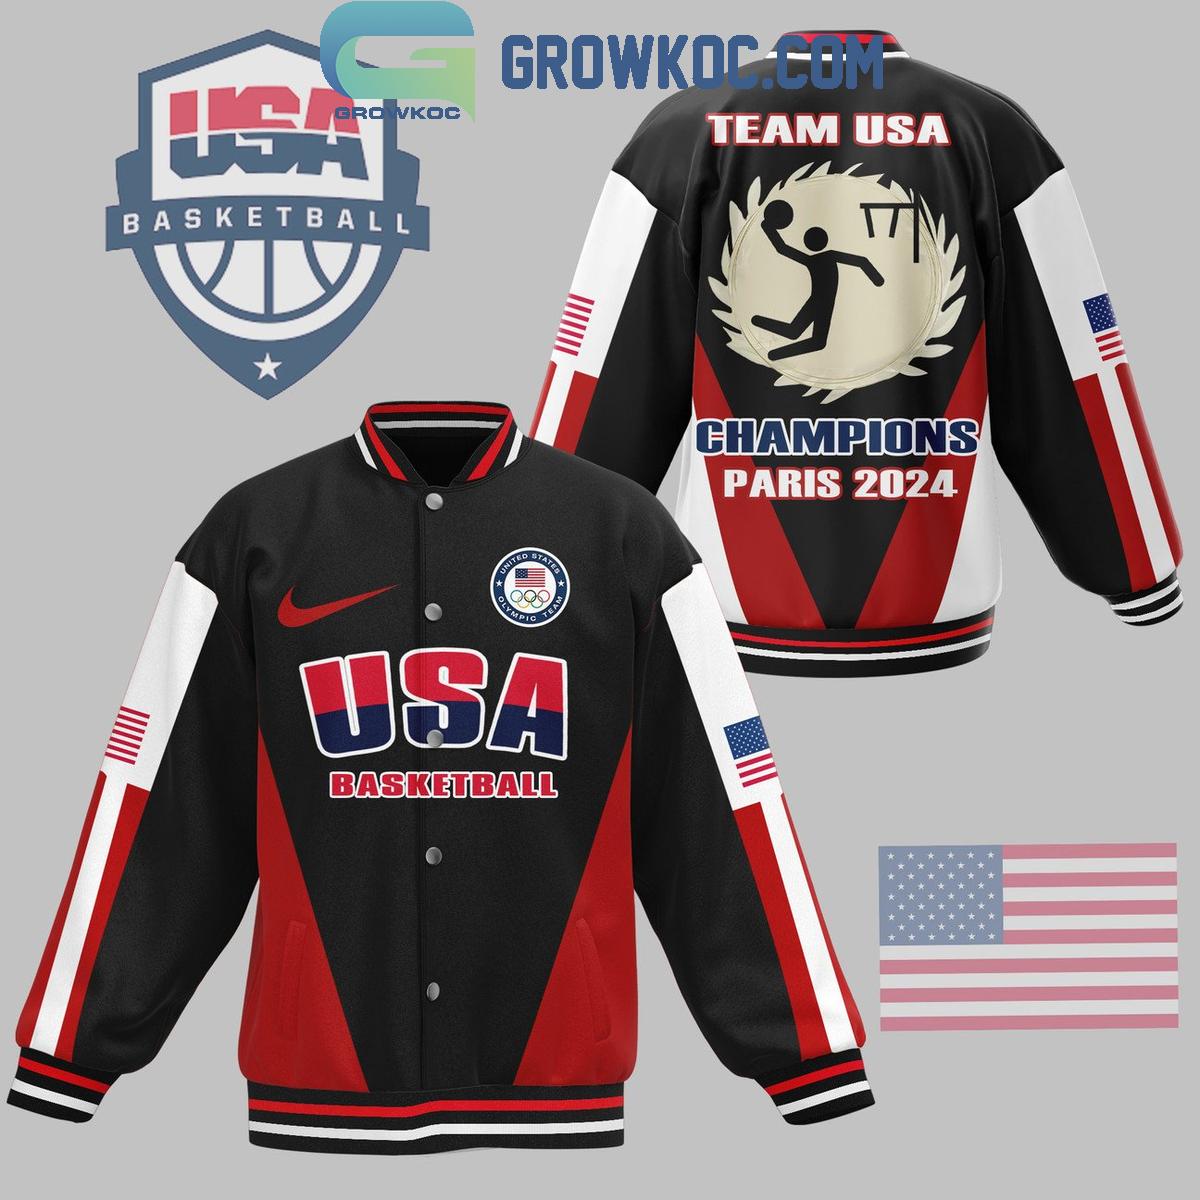 GROWKOC
GROWKOC.COM
USA
BASKETBALL
TEAM USA
CHAMPIONS
PARIS 2024
UNITED STATES
OLYMPIC TEAM
USA
BASKETBALL